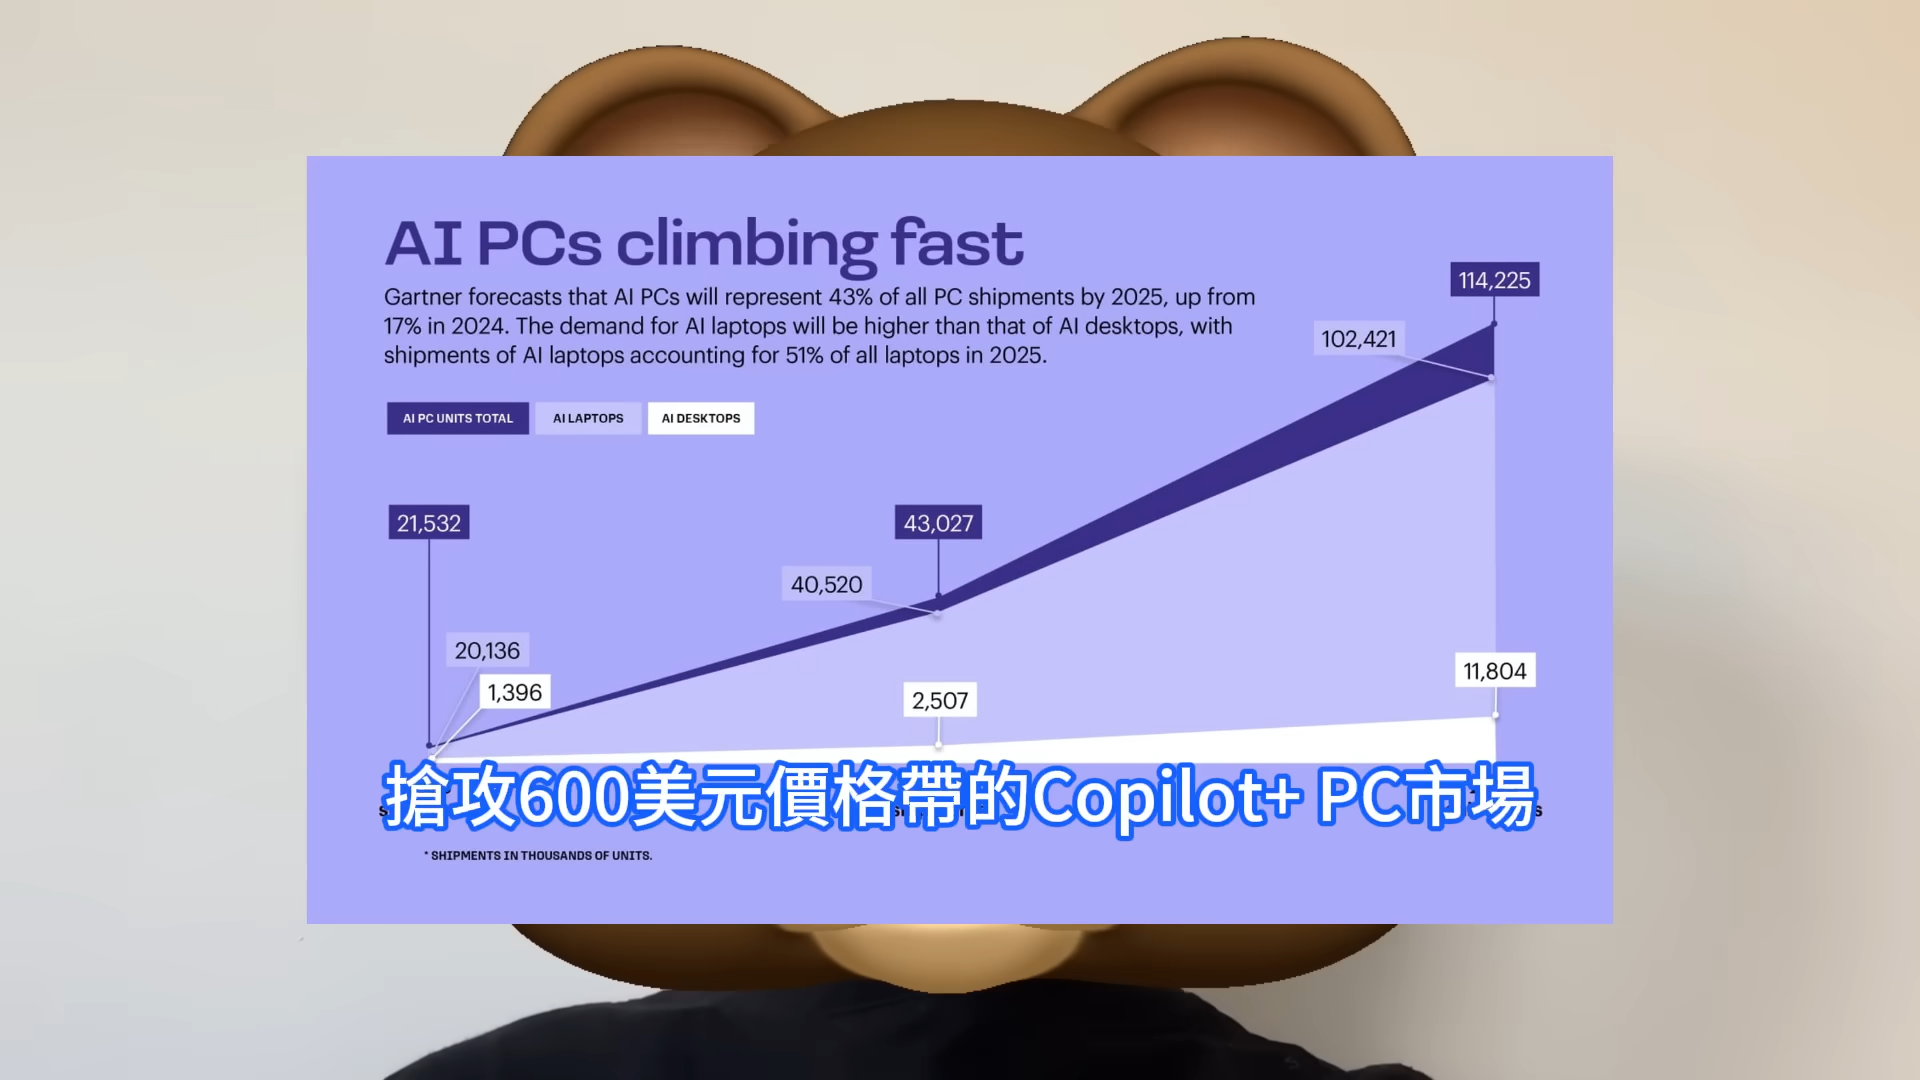 AI PCs climbing fast
Gartner forecasts that AI PCs will represent 43% of all PC shipments by 2025, up from
17% in 2024. The demand for AI laptops will be higher than that of AI desktops, with
shipments of AI laptops accounting for 51% of all laptops in 2025.
AI PC UNITS TOTAL
AI LAPTOPS
AI DESKTOPS
114,225
102,421
21,532
43,027
40,520
20,136
1,396
2,507
11,804
搶攻600美元價格帶的Copilot+ PC市場
* SHIPMENTS IN THOUSANDS OF UNITS.